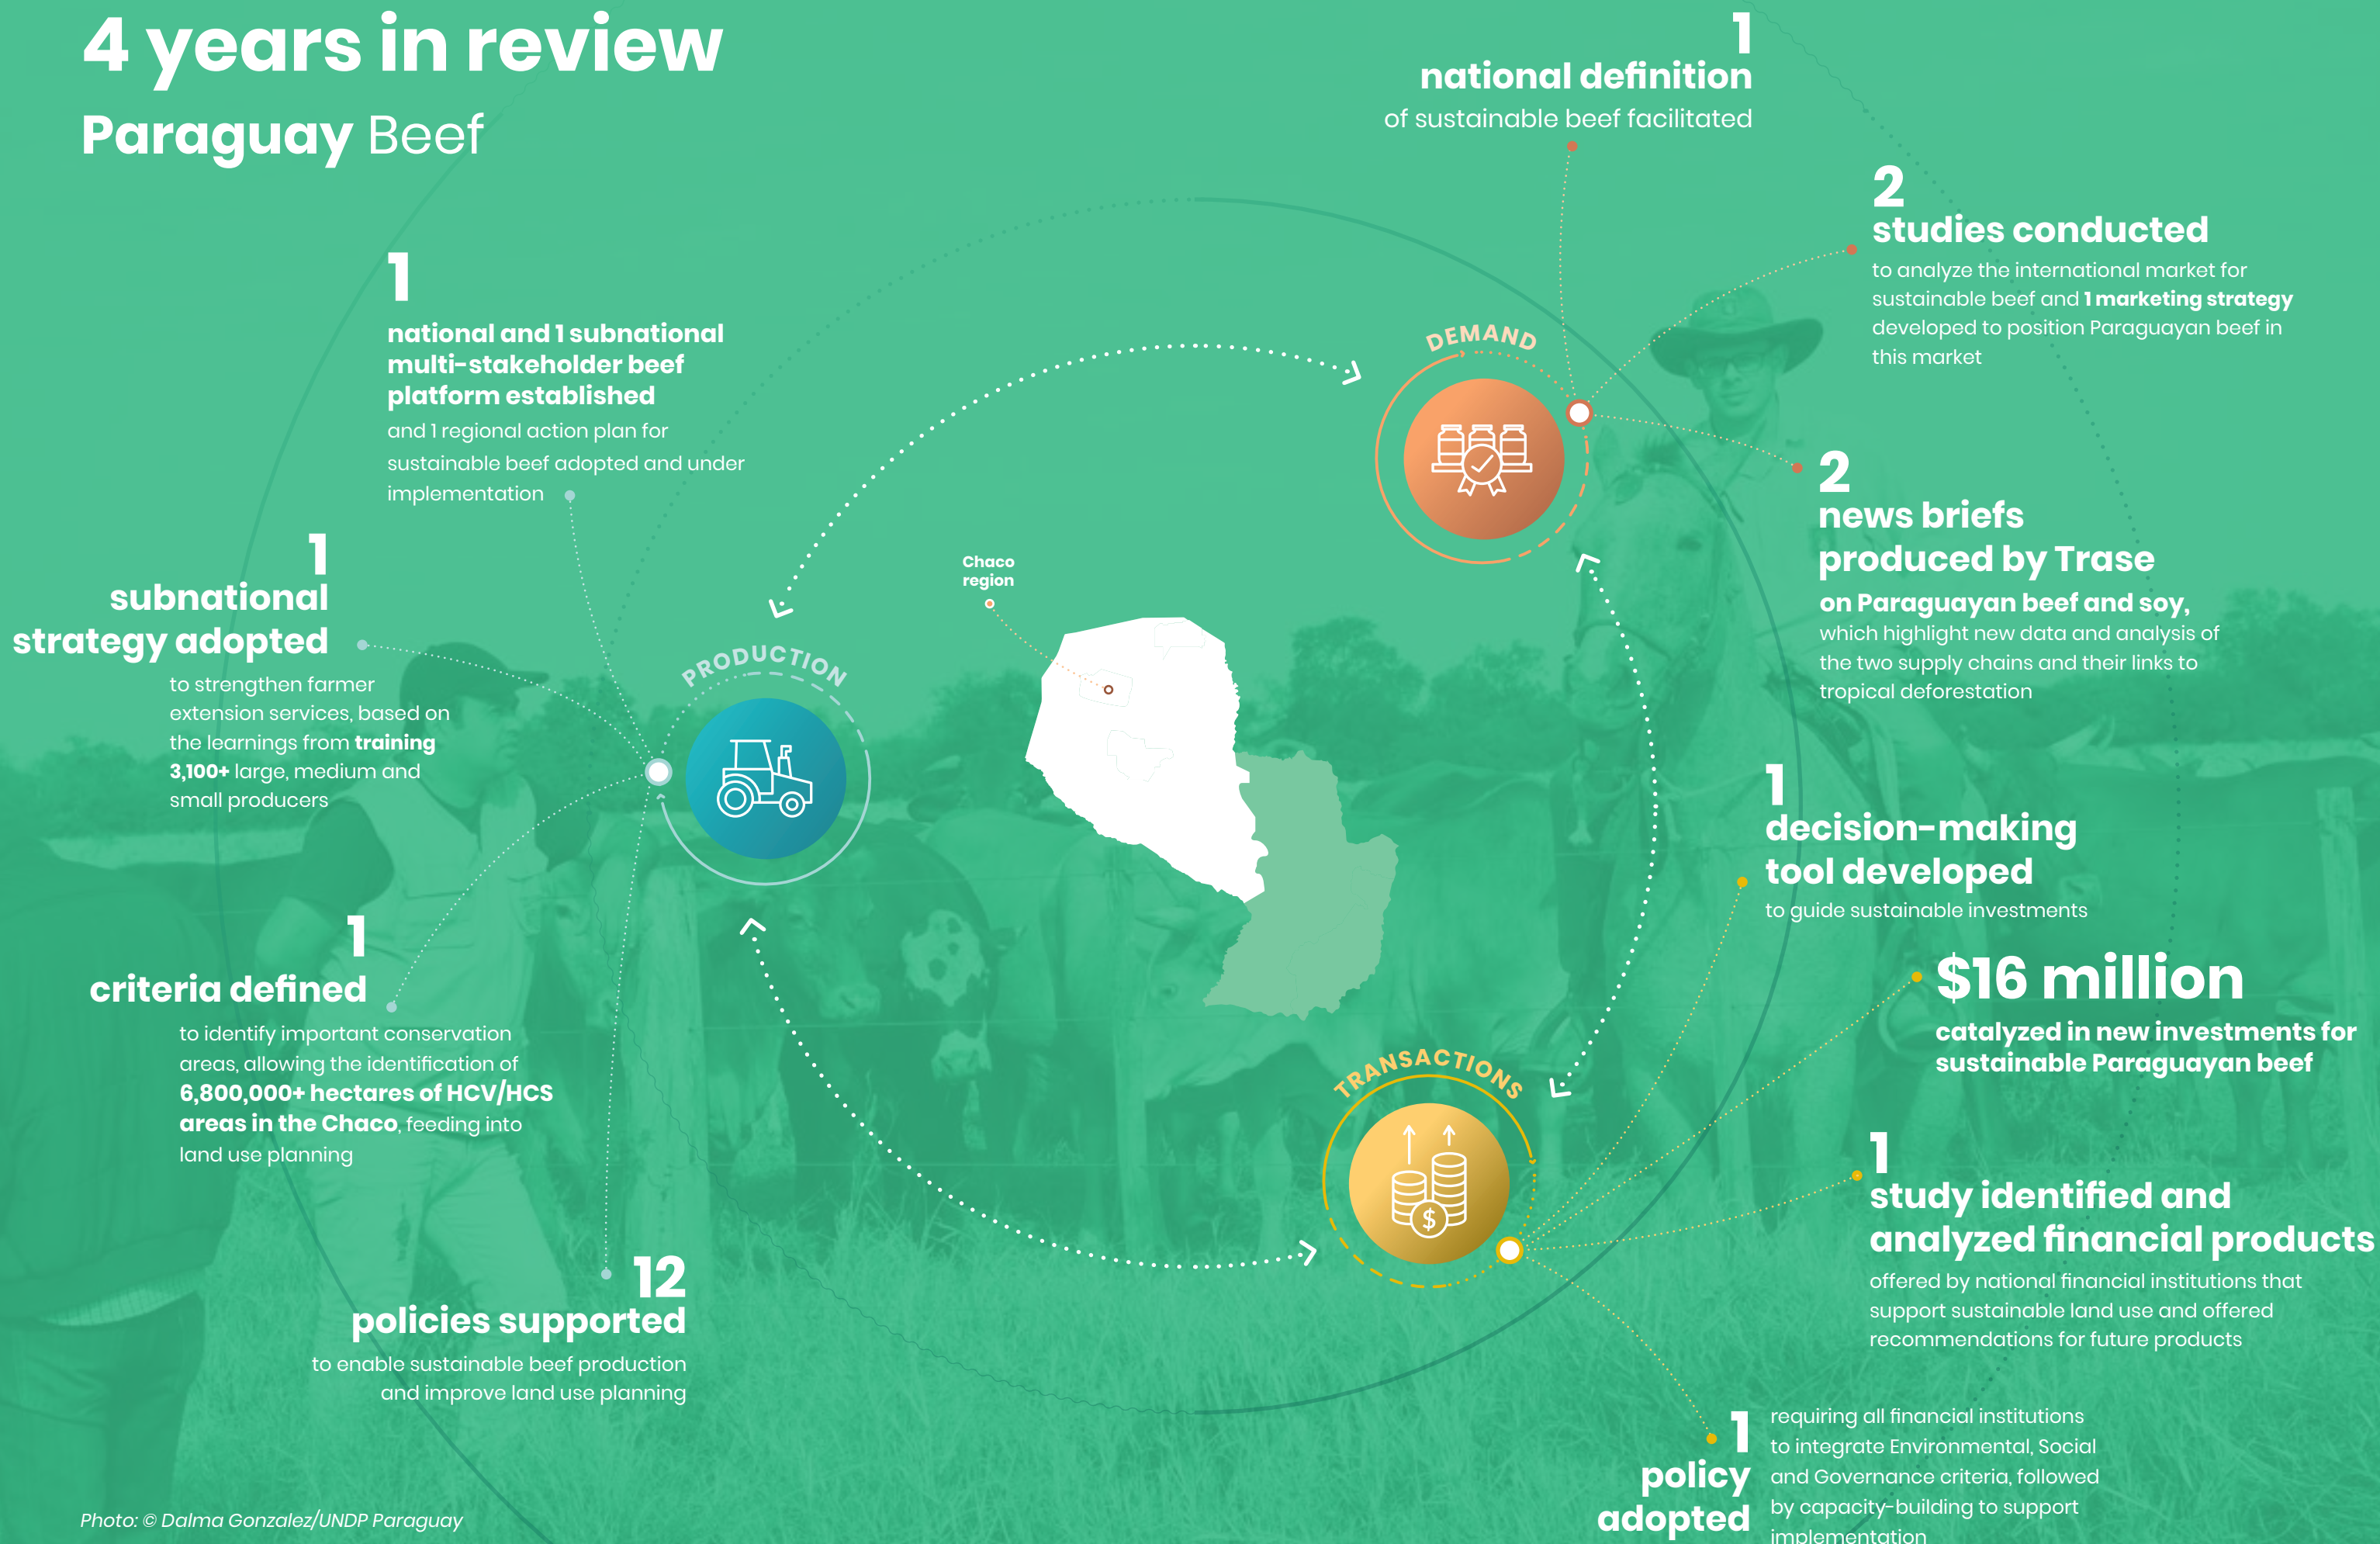 4 years in review
Paraguay Beef
1
national definition
of sustainable beef facilitated
2
studies conducted
to analyze the international market for
sustainable beef and 1 marketing strategy
developed to position Paraguayan beef in
this market
1
national and 1 subnational
multi-stakeholder beef
platform established
and 1 regional action plan for
sustainable beef adopted and under
implementation
DEMAND
2
news briefs
produced by Trase
on Paraguayan beef and soy,
which highlight new data and analysis of
the two supply chains and their links to
tropical deforestation
1
subnational
strategy adopted
to strengthen farmer
extension services, based on
the learnings from training
3,100+ large, medium and
small producers
Chaco
region
PRODUCTION
1
decision-making
tool developed
to guide sustainable investments
1
criteria defined
to identify important conservation
areas, allowing the identification of
6,800,000+ hectares of HCV/HCS
areas in the Chaco, feeding into
land use planning
$16 million
catalyzed in new investments for
sustainable Paraguayan beef
TRANSACTIONS
$
1
study identified and
analyzed financial products
offered by national financial institutions that
support sustainable land use and offered
recommendations for future products
12
policies supported
to enable sustainable beef production
and improve land use planning
1
policy
adopted
requiring all financial institutions
to integrate Environmental, Social
and Governance criteria, followed
by capacity-building to support
implementation
Photo: © Dalma Gonzalez/UNDP Paraguay